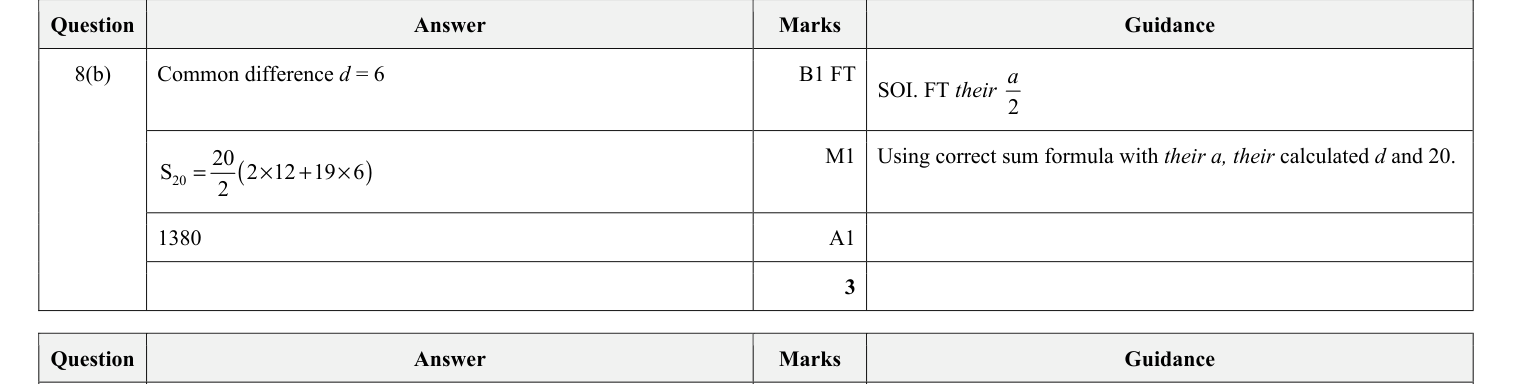 Question Answer Marks Guidance
8(b) Common difference d = 6 B1 FT SOI. FT their a/2
S₂₀ = 20/2 (2×12+19×6) M1 Using correct sum formula with their a, their calculated d and 20.
1380 A1
3
Question Answer Marks Guidance